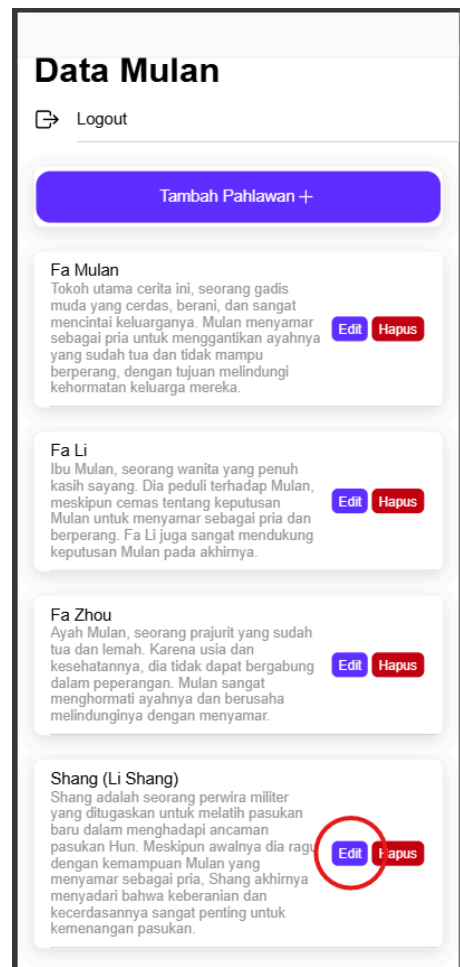 Data Mulan
Logout
Tambah Pahlawan +
Fa Mulan
Tokoh utama cerita ini, seorang gadis
muda yang cerdas, berani, dan sangat
mencintai keluarganya. Mulan menyamar
sebagai pria untuk menggantikan ayahnya
yang sudah tua dan tidak mampu
berperang, dengan tujuan melindungi
kehormatan keluarga mereka.
Edit Hapus
Fa Li
Ibu Mulan, seorang wanita yang penuh
kasih sayang. Dia peduli terhadap Mulan,
meskipun cemas tentang keputusan
Mulan untuk menyamar sebagai pria dan
berperang. Fa Li juga sangat mendukung
keputusan Mulan pada akhirnya.
Edit Hapus
Fa Zhou
Ayah Mulan, seorang prajurit yang sudah
tua dan lemah. Karena usia dan
kesehatannya, dia tidak dapat bergabung
dalam peperangan. Mulan sangat
menghormati ayahnya dan berusaha
melindunginya dengan menyamar.
Edit Hapus
Shang (Li Shang)
Shang adalah seorang perwira militer
yang ditugaskan untuk melatih pasukan
baru dalam menghadapi ancaman
pasukan Hun. Meskipun awalnya dia ragu
dengan kemampuan Mulan yang
menyamar sebagai pria, Shang akhirnya
menyadari bahwa keberanian dan
kecerdasannya sangat penting untuk
kemenangan pasukan.
Edit Hapus